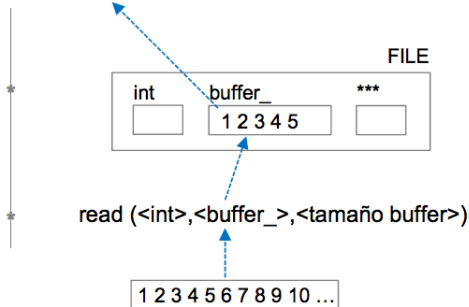 FILE
int buffer_ ***
1 2 3 4 5
*
read (<int>,<buffer_>,<tamaño buffer>)
*
1 2 3 4 5 6 7 8 9 10 ...